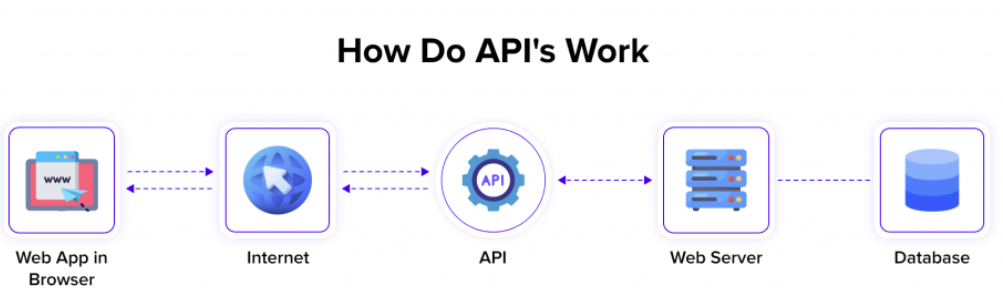 How Do API's Work
www
API
Web App in
Browser
Internet
API
Web Server
Database